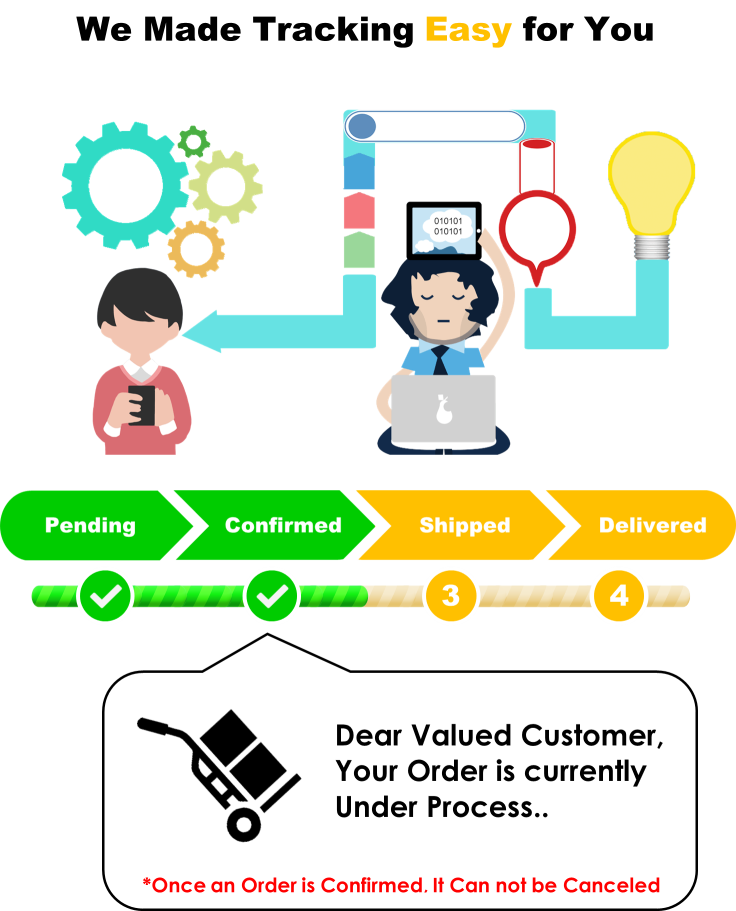 We Made Tracking Easy for You
010101
010101
Pending
Confirmed
Shipped
Delivered
3
4
Dear Valued Customer,
Your Order is currently
Under Process..
*Once an Order is Confirmed. It Can not be Canceled